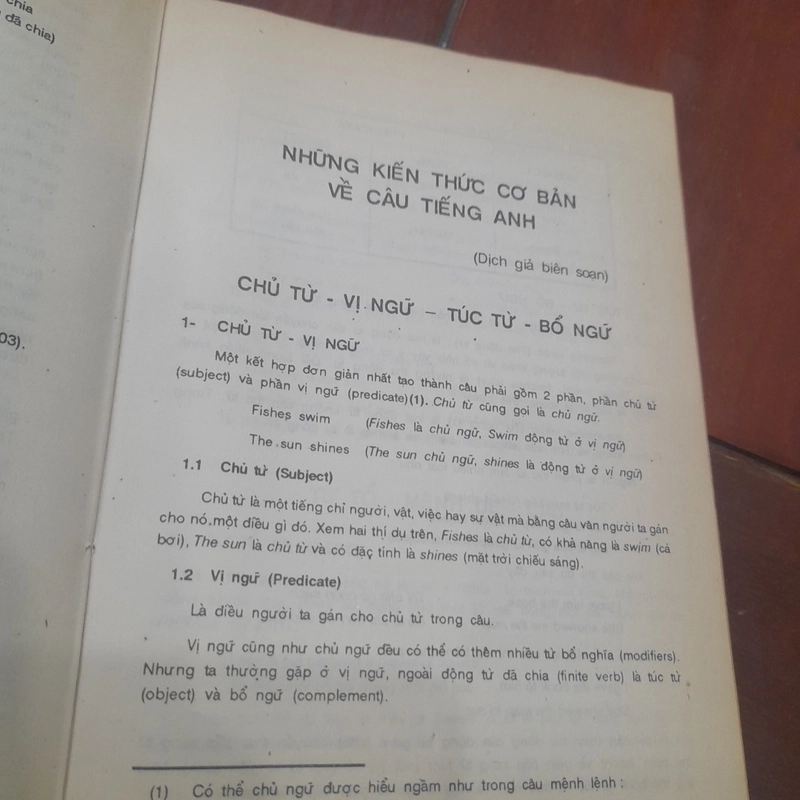 chia
đã chia)
03).
NHỮNG KIẾN THỨC CƠ BẢN
VỀ CÂU TIẾNG ANH
(Dịch giả biên soạn)
CHỦ TỪ - VỊ NGỮ – TÚC TỪ - BỔ NGỮ
1- CHỦ TỪ - VỊ NGỮ
Một kết hợp đơn giản nhất tạo thành câu phải gồm 2 phần, phần chủ từ
(subject) và phần vị ngữ (predicate)(1). Chủ từ cũng gọi là chủ ngữ.
Fishes swim (Fishes là chủ ngữ, Swim động từ ở vị ngữ)
The sun shines (The sun chủ ngữ, shines là động từ ở vị ngữ)
1.1 Chủ từ (Subject)
Chủ từ là một tiếng chỉ người, vật, việc hay sự vật mà bằng câu văn người ta gán
cho nó một điều gì đó. Xem hai thí dụ trên, Fishes là chủ từ, có khả năng là swim (cá
bơi), The sun là chủ từ và có đặc tính là shines (mặt trời chiếu sáng).
1.2 Vị ngữ (Predicate)
Là điều người ta gán cho chủ từ trong câu.
Vị ngữ cũng như chủ ngữ đều có thể có thêm nhiều từ bổ nghĩa (modifiers).
Nhưng ta thường gặp ở vị ngữ, ngoài động từ đã chia (finite verb) là túc từ
(object) và bổ ngữ (complement).
(1) Có thể chủ ngữ được hiểu ngầm như trong câu mệnh lệnh :